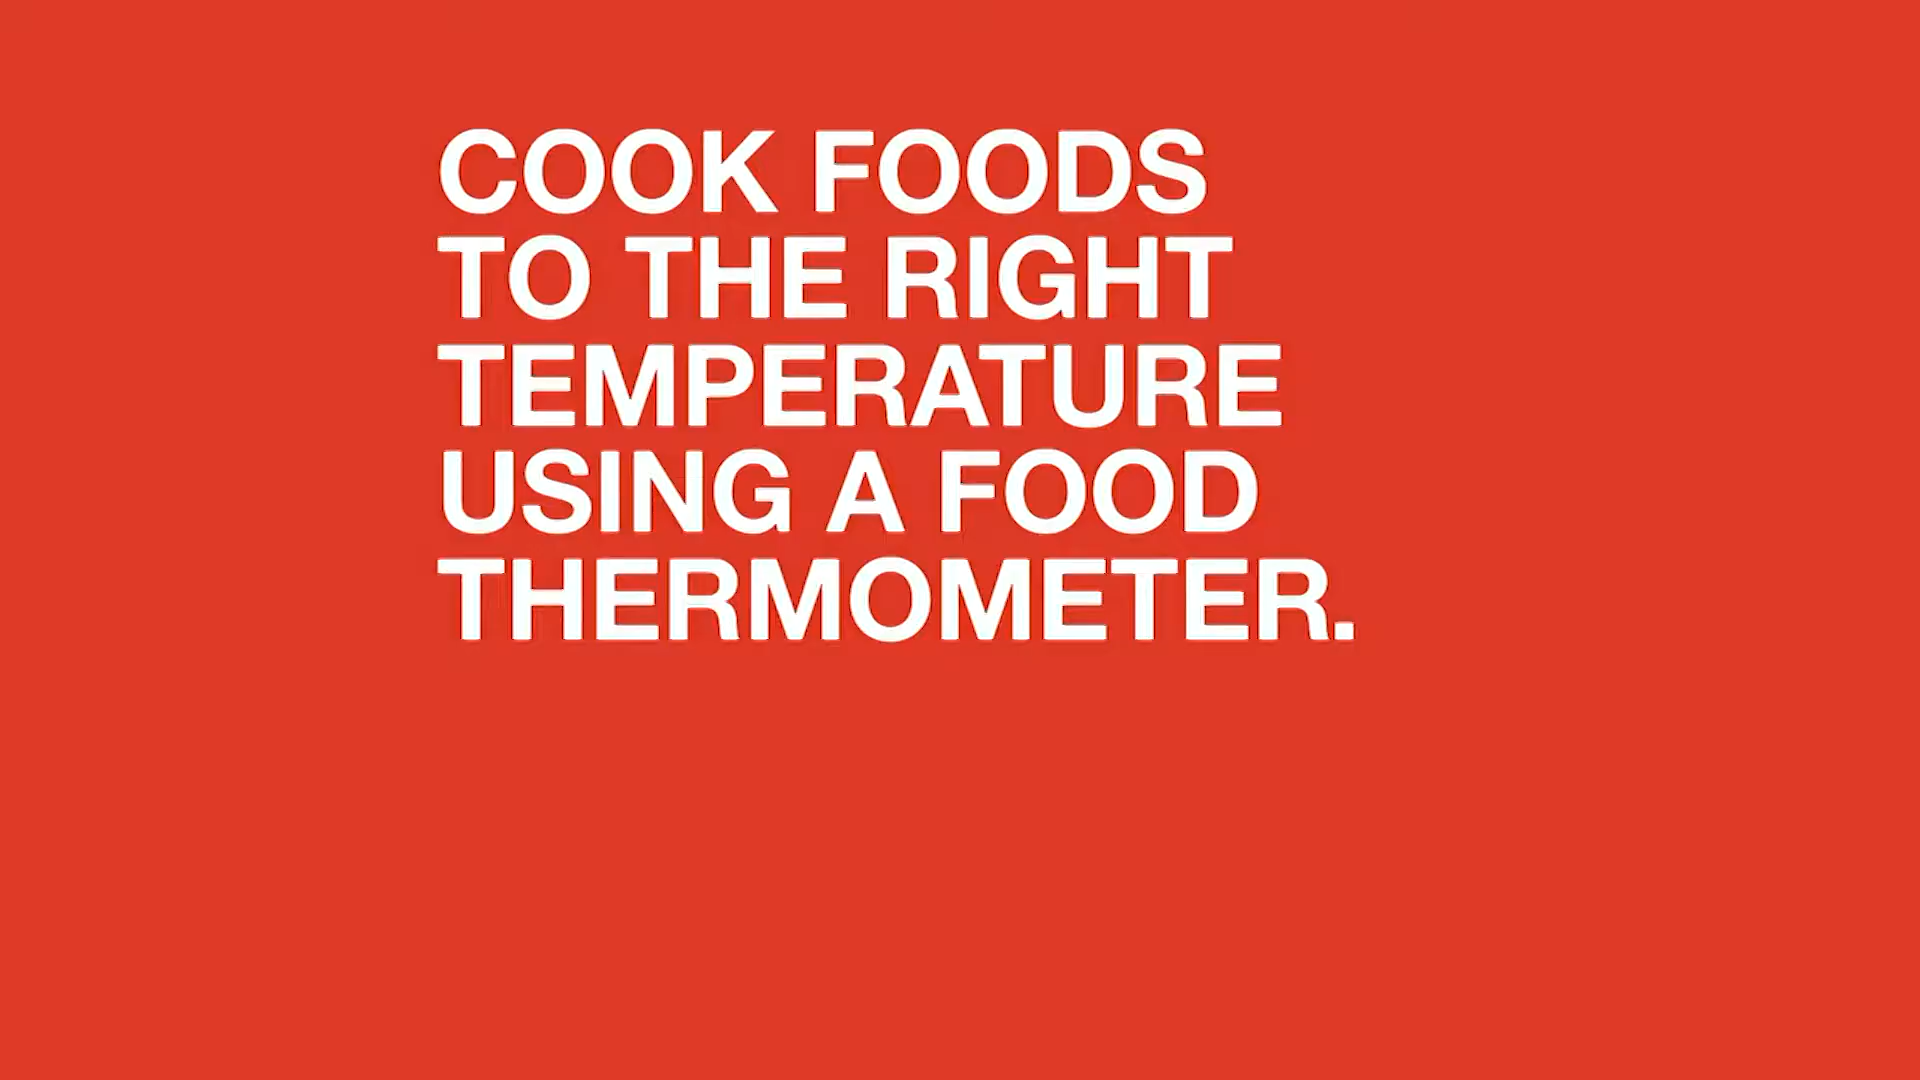 COOK FOODS
TO THE RIGHT
TEMPERATURE
USING A FOOD
THERMOMETER.